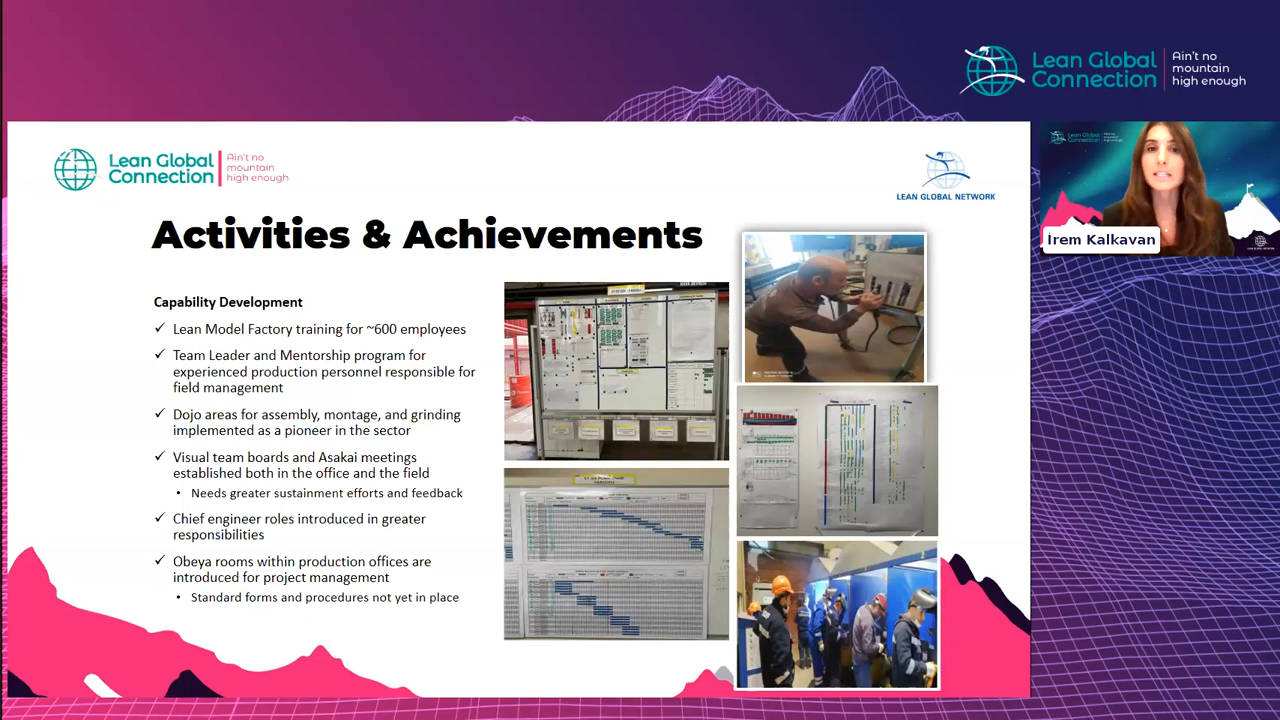 Lean Global
Connection
Ain't no
mountain
high enough
Lean Global
Connection
Ain't no
mountain
high enough
LEAN GLOBAL NETWORK
Lean Global
Connection
İrem Kalkavan
Activities & Achievements
Capability Development
✓ Lean Model Factory training for ~600 employees
✓ Team Leader and Mentorship program for
experienced production personnel responsible for
field management
✓ Dojo areas for assembly, montage, and grinding
implemented as a pioneer in the sector
✓ Visual team boards and Asakai meetings
established both in the office and the field
• Needs greater sustainment efforts and feedback
✓ Chief engineer roles introduced in greater
responsibilities
✓ Obeya rooms within production offices are
introduced for project management
• Standard forms and procedures not yet in place